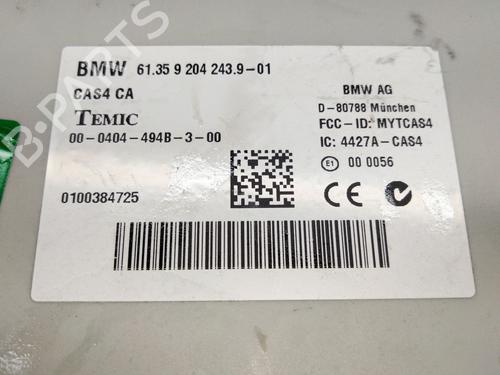 BMW 61.35 9 204 243.9-01
CAS4 CA
TEMIC
00-0404-494B-3-00
0100384725
BMW AG
D-80788 München
FCC-ID: MYTCAS4
IC: 4427A-CAS4
E1 00 0056
B-PARTS